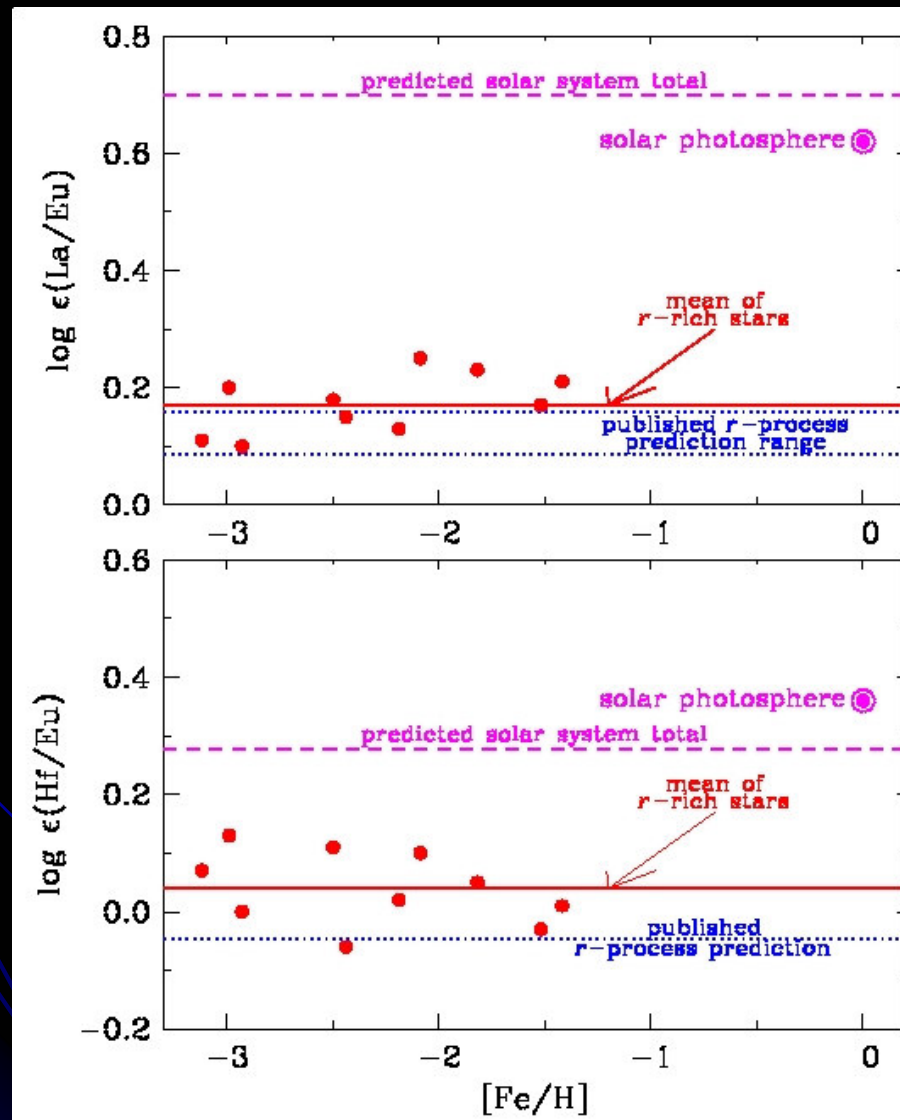 0.8
predicted solar system total
solar photosphere
0.6
log ε(La/Eu)
0.4
mean of
r-rich stars
0.2
published r-process
prediction range
0.0
−3 −2 −1 0
0.6
solar photosphere
0.4
predicted solar system total
log ε(Hf/Eu)
mean of
r-rich stars
0.2
0.0
published
r-process prediction
−0.2
−3 −2 −1 0
[Fe/H]